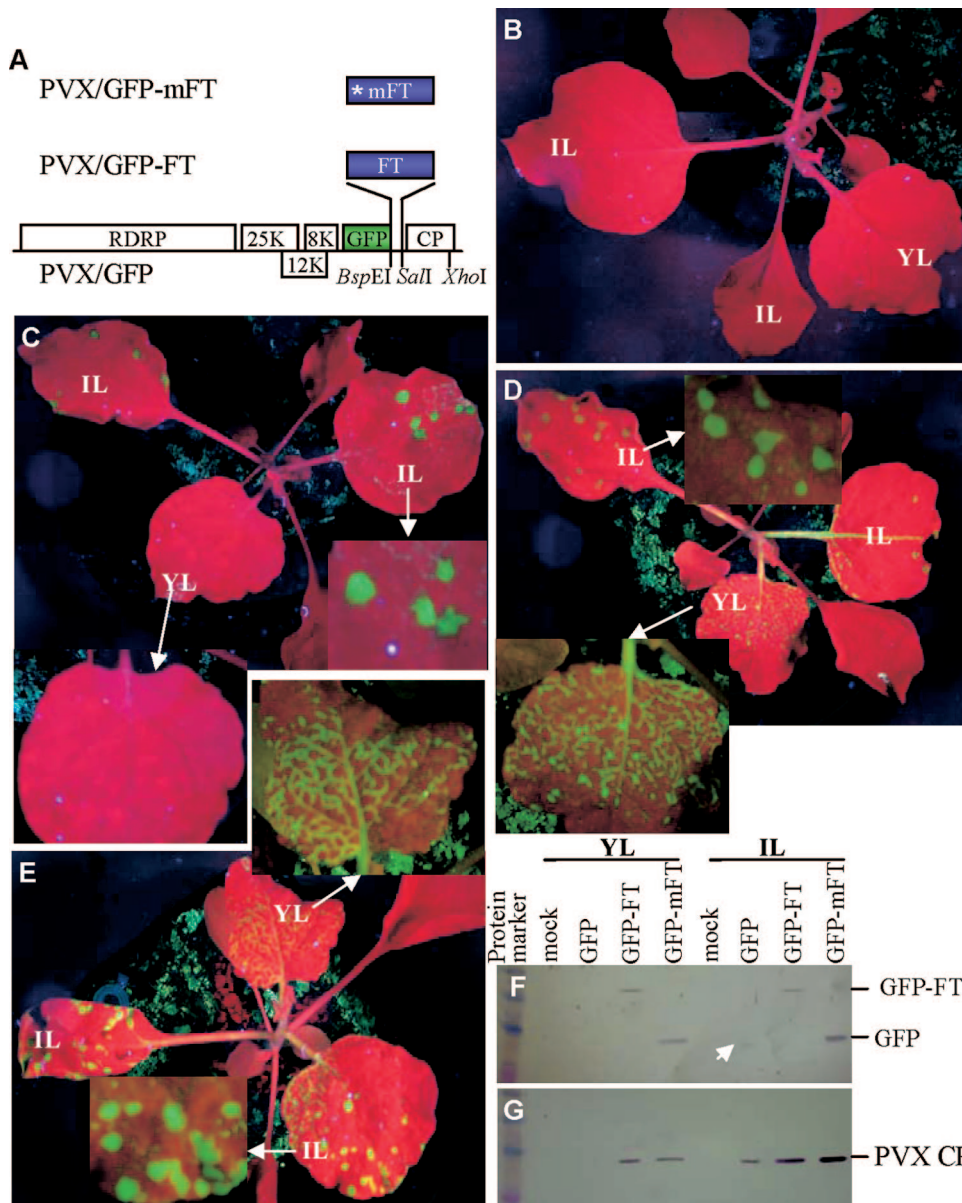 A
PVX/GFP-mFT
* mFT
PVX/GFP-FT
FT
RDRP
25K
8K
GFP
CP
12K
PVX/GFP
BspEI
SalI
XhoI
B
IL
IL
YL
C
IL
IL
YL
D
IL
IL
YL
E
YL
IL
IL
YL
IL
Protein marker
mock
GFP
GFP-FT
GFP-mFT
mock
GFP
GFP-FT
GFP-mFT
F
GFP-FT
GFP
G
PVX CP